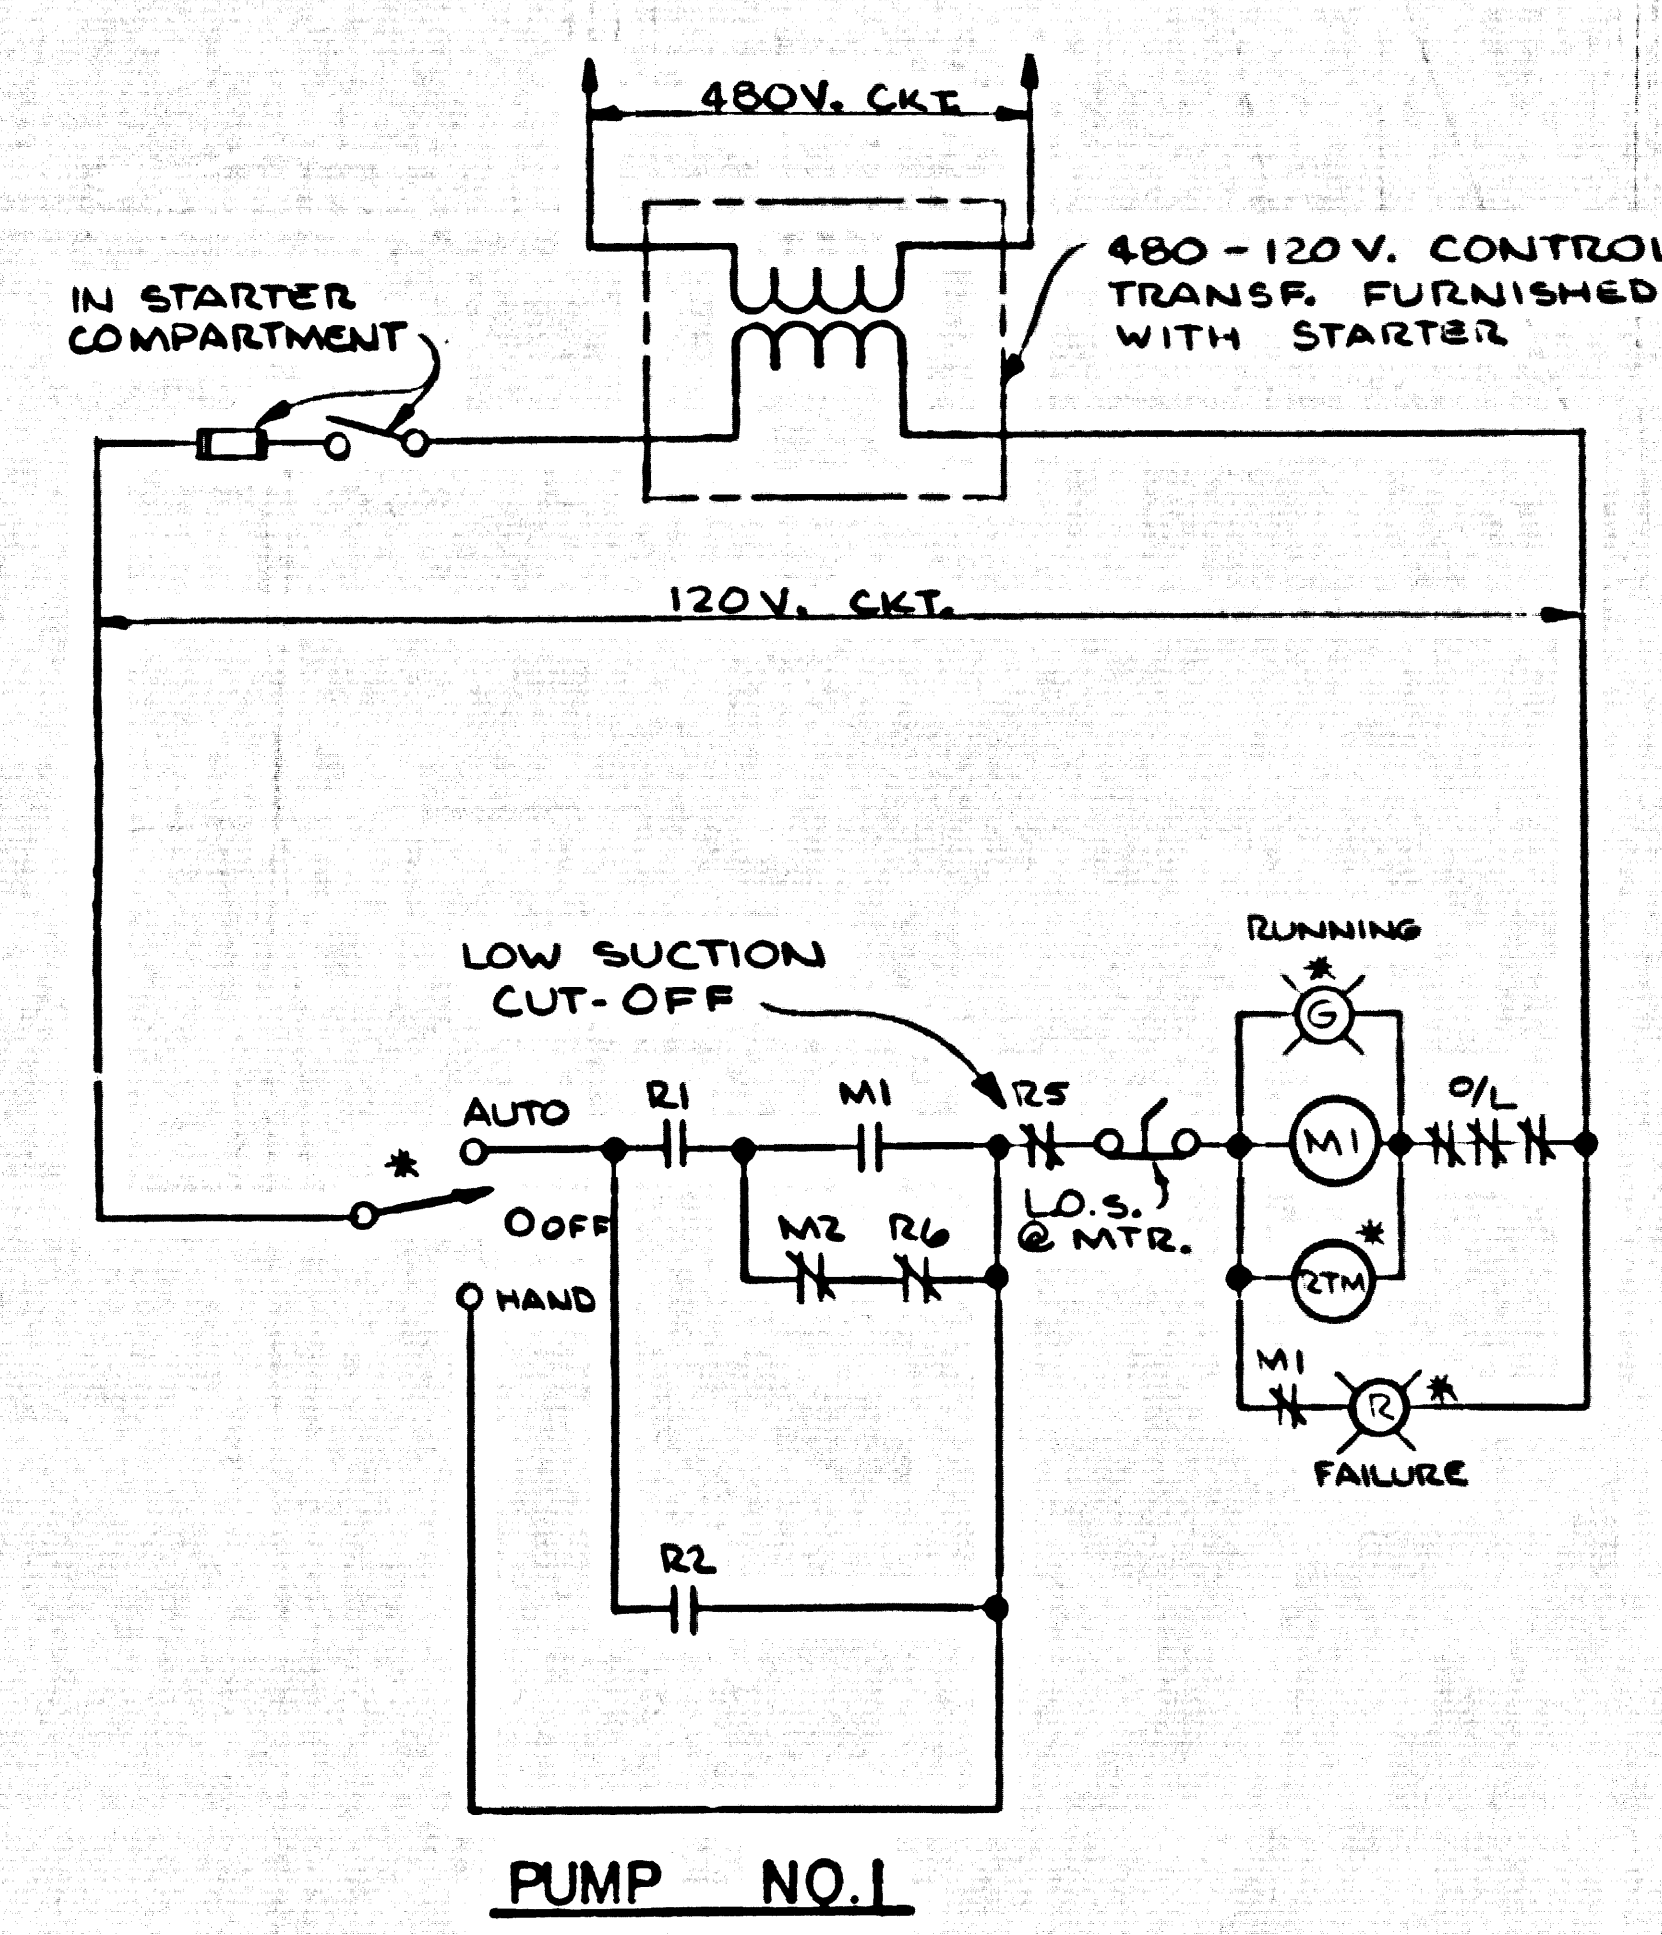 480V. CKT.
480-120 V. CONTROL
TRANSF. FURNISHED
WITH STARTER
IN STARTER
COMPARTMENT
120 V. CKT.
RUNNING
*
G
LOW SUCTION
CUT-OFF
AUTO
R1
M1
R5
O/L
*
M1
OFF
M2
R6
L.O.S.
@ MTR.
*
RTM
HAND
M1
R
*
FAILURE
R2
PUMP NO.1